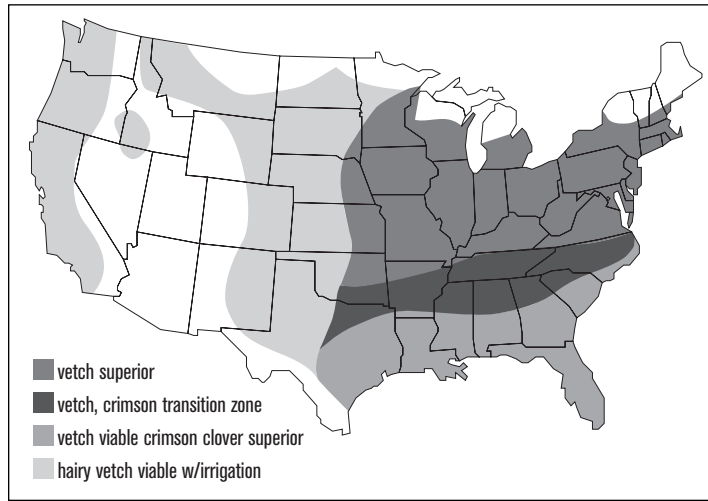 vetch superior
vetch, crimson transition zone
vetch viable crimson clover superior
hairy vetch viable w/irrigation